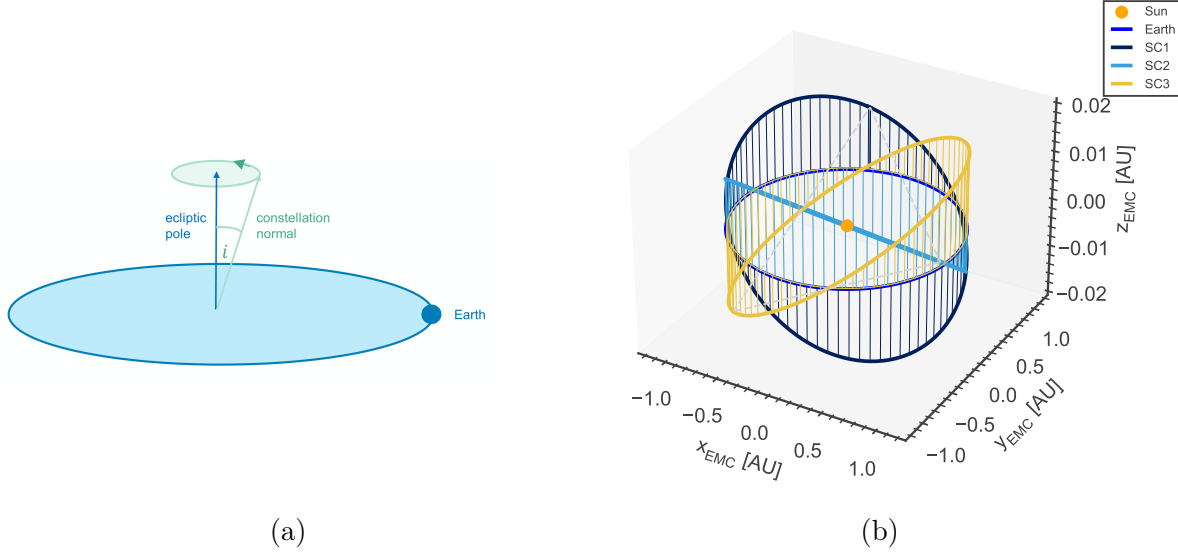 ecliptic
pole
constellation
normal
i
Earth
(a)
Sun
Earth
SC1
SC2
SC3
0.02
0.01
0.00
−0.01
−0.02
z_EMC [AU]
−1.0
−0.5
0.0
0.5
1.0
x_EMC [AU]
1.0
0.5
0.0
−0.5
−1.0
y_EMC [AU]
(b)